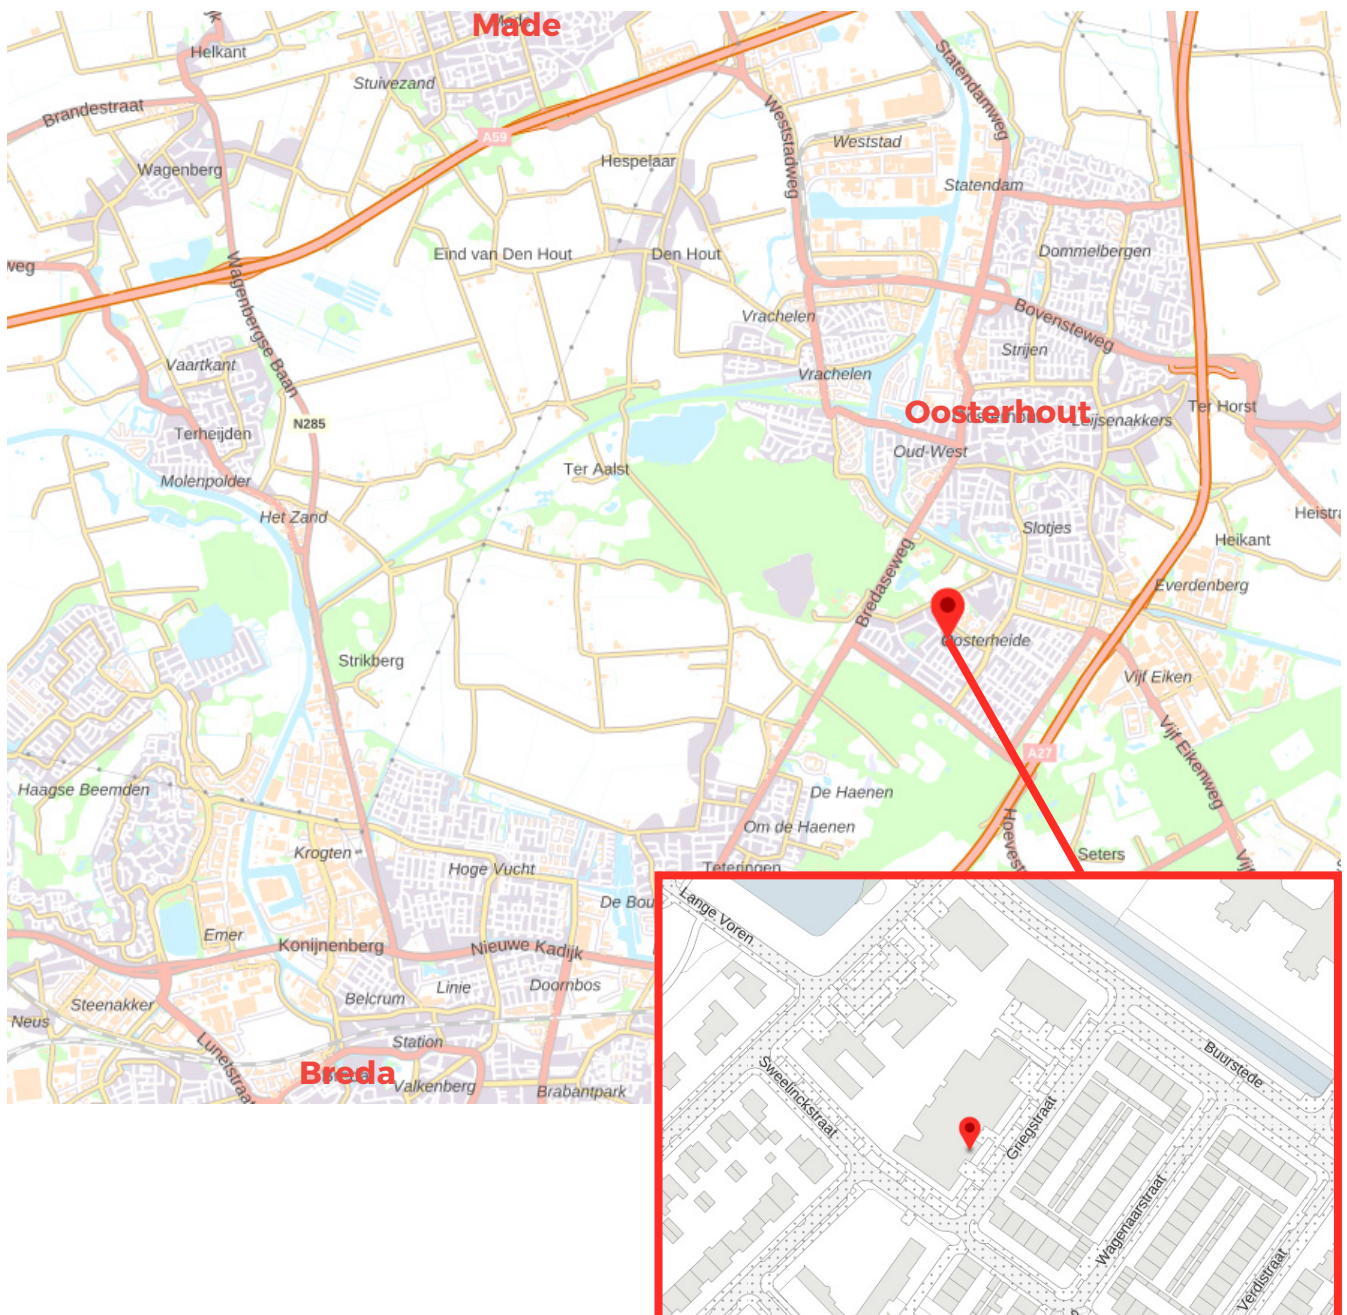 Made
Helkant
Stuivezand
Statendamweg
Brandestraat
A59
Weststadweg
Weststad
Wagenberg
Hespelaar
Statendam
Eind van Den Hout
Den Hout
Dommelbergen
weg
Wagenbergse Baan
Vrachelen
Bovensteweg
Strijen
Vaartkant
Vrachelen
Oosterhout
Ter Horst
Leijsenakkers
N285
Terheijden
Oud-West
Ter Aalst
Molenpolder
Het Zand
Slotjes
Heistra
Heikant
Bredaseweg
Everdenberg
Oosterheide
Strikberg
Vijf Eiken
A27
Vijf Eikenweg
Haagse Beemden
De Haenen
Om de Haenen
Hoevestr
Krogten
Seters
Hoge Vucht
Teteringen
Vijf
De Bou
Lange Voren
Emer
Konijnenberg
Nieuwe Kadijk
Steenakker
Belcrum
Linie
Doornbos
Neus
Station
Lunetstraat
Breda
Valkenberg
Brabantpark
Buurstede
Sweelinckstraat
Griegstraat
Wagenaarstraat
Verdistraat